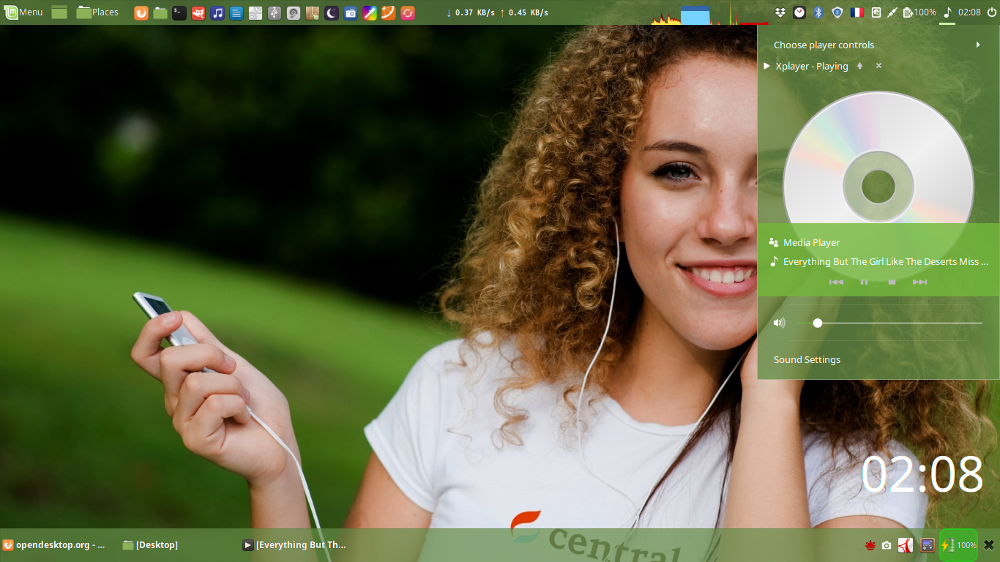 Menu Places ↓ 0.37 KB/s ↑ 0.45 KB/s 100% 02:08
Choose player controls
Xplayer - Playing
Media Player
Everything But The Girl Like The Deserts Miss ...
Sound Settings
02:08
central
opendesktop.org - ... [Desktop] [Everything But Th... 100%